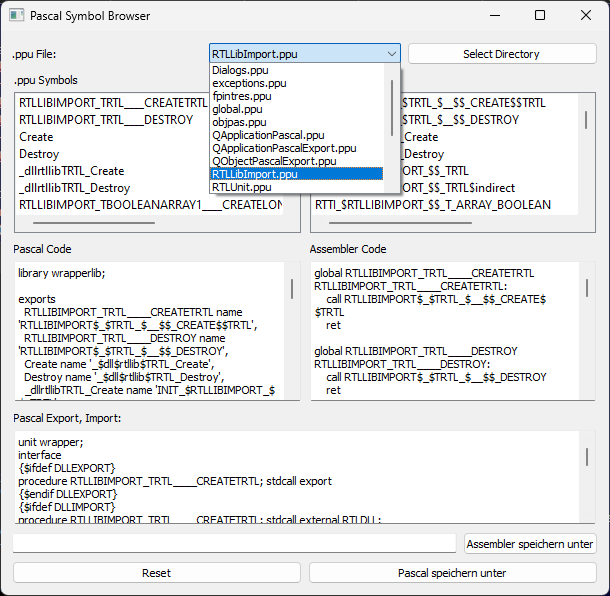 Pascal Symbol Browser
.ppu File:
RTLLibImport.ppu
Select Directory
Dialogs.ppu
exceptions.ppu
fpintres.ppu
global.ppu
objpas.ppu
QApplicationPascal.ppu
QApplicationPascalExport.ppu
QObjectPascalExport.ppu
RTLLibImport.ppu
RTLUnit.ppu
.ppu Symbols
RTLLIBIMPORT_TRTL____CREATETRTL
RTLLIBIMPORT_TRTL____DESTROY
Create
Destroy
_dllrtllibTRTL_Create
_dllrtllibTRTL_Destroy
RTLLIBIMPORT_TBOOLEANARRAY1____CREATELON
$_$TRTL_$__$$_CREATE$$TRTL
$_$TRTL_$__$$_DESTROY
_Create
_Destroy
MPORT_$$_TRTL
MPORT_$$_TRTL$indirect
RTTI_$RTLLIBIMPORT_$$_T_ARRAY_BOOLEAN
Pascal Code
library wrapperlib;
exports
RTLLIBIMPORT_TRTL____CREATETRTL name
'RTLLIBIMPORT$_$TRTL_$__$$_CREATE$$TRTL',
RTLLIBIMPORT_TRTL____DESTROY name
'RTLLIBIMPORT$_$TRTL_$__$$_DESTROY',
Create name '_$dll$rtllib$TRTL_Create',
Destroy name '_$dll$rtllib$TRTL_Destroy',
_dllrtllibTRTL_Create name 'INIT_$RTLLIBIMPORT_$
Assembler Code
global RTLLIBIMPORT_TRTL____CREATETRTL
RTLLIBIMPORT_TRTL____CREATETRTL:
call RTLLIBIMPORT$_$TRTL_$__$$_CREATE$
$TRTL
ret
global RTLLIBIMPORT_TRTL____DESTROY
RTLLIBIMPORT_TRTL____DESTROY:
call RTLLIBIMPORT$_$TRTL_$__$$_DESTROY
ret
Pascal Export, Import:
unit wrapper;
interface
{$ifdef DLLEXPORT}
procedure RTLLIBIMPORT_TRTL____CREATETRTL; stdcall export
{$endif DLLEXPORT}
{$ifdef DLLIMPORT}
procedure RTLLIBIMPORT_TRTL____CREATETRTL; stdcall external RTLDLL;
Assembler speichern unter
Reset
Pascal speichern unter